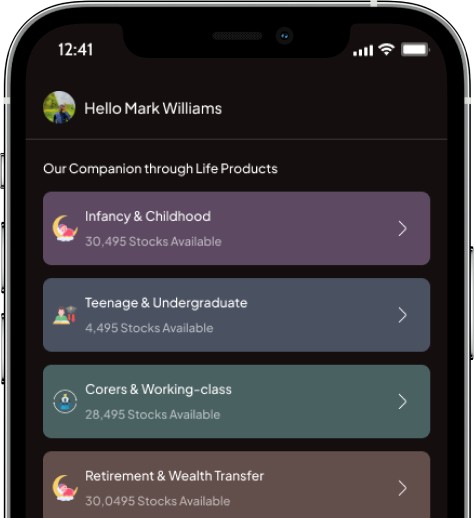 12:41
Hello Mark Williams
Our Companion through Life Products
Infancy & Childhood
30,495 Stocks Available
Teenage & Undergraduate
4,495 Stocks Available
Corers & Working-class
28,495 Stocks Available
Retirement & Wealth Transfer
30,0495 Stocks Available